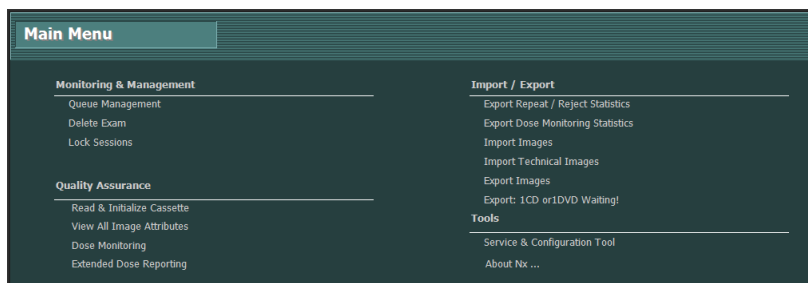 Main Menu
Monitoring & Management
Queue Management
Delete Exam
Lock Sessions
Quality Assurance
Read & Initialize Cassette
View All Image Attributes
Dose Monitoring
Extended Dose Reporting
Import / Export
Export Repeat / Reject Statistics
Export Dose Monitoring Statistics
Import Images
Import Technical Images
Export Images
Export: 1CD or1DVD Waiting!
Tools
Service & Configuration Tool
About Nx ...